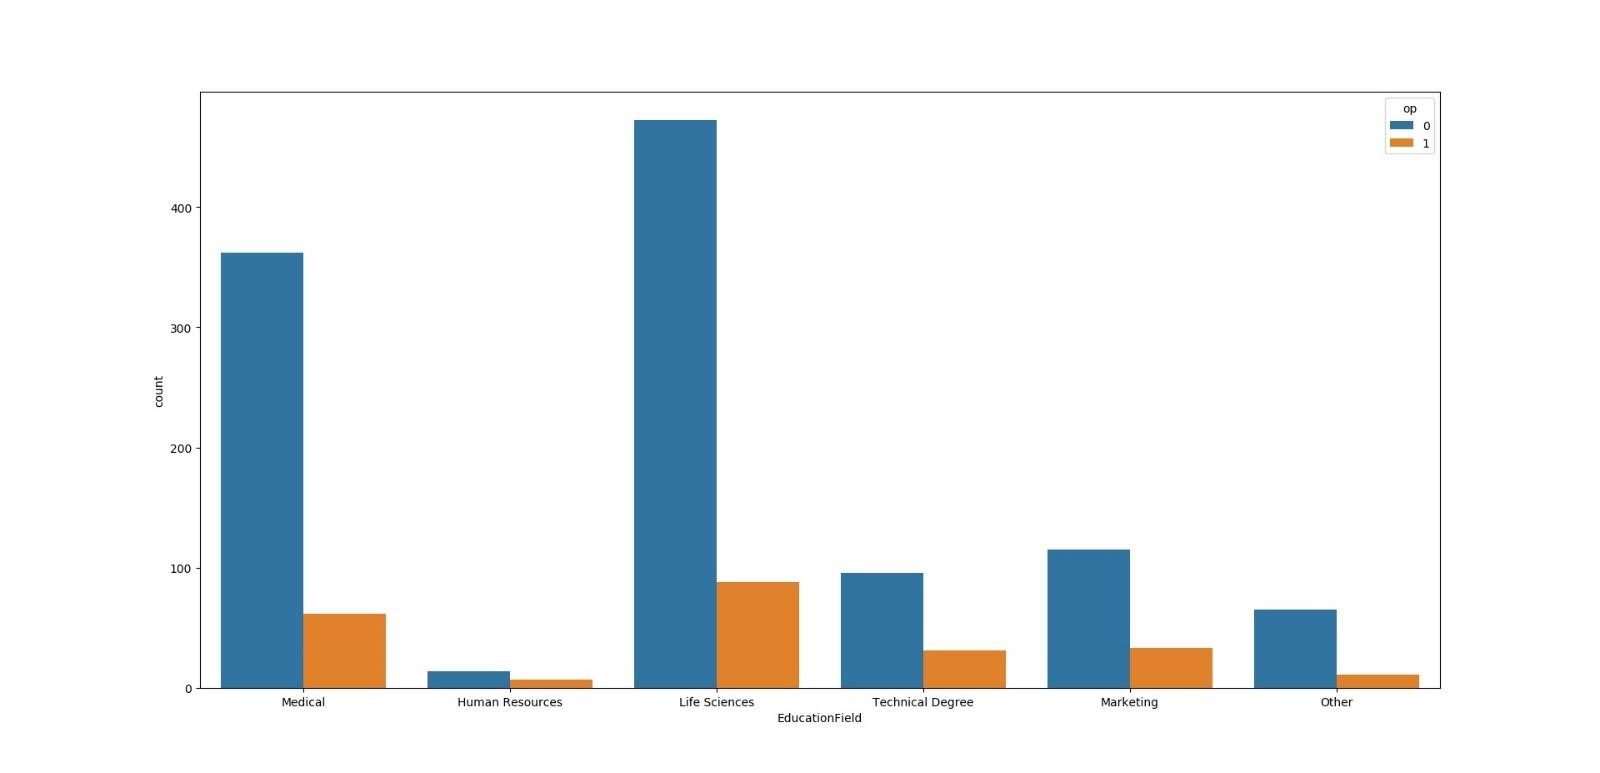 op
0
1
400
300
200
100
0
count
Medical
Human Resources
Life Sciences
Technical Degree
Marketing
Other
EducationField